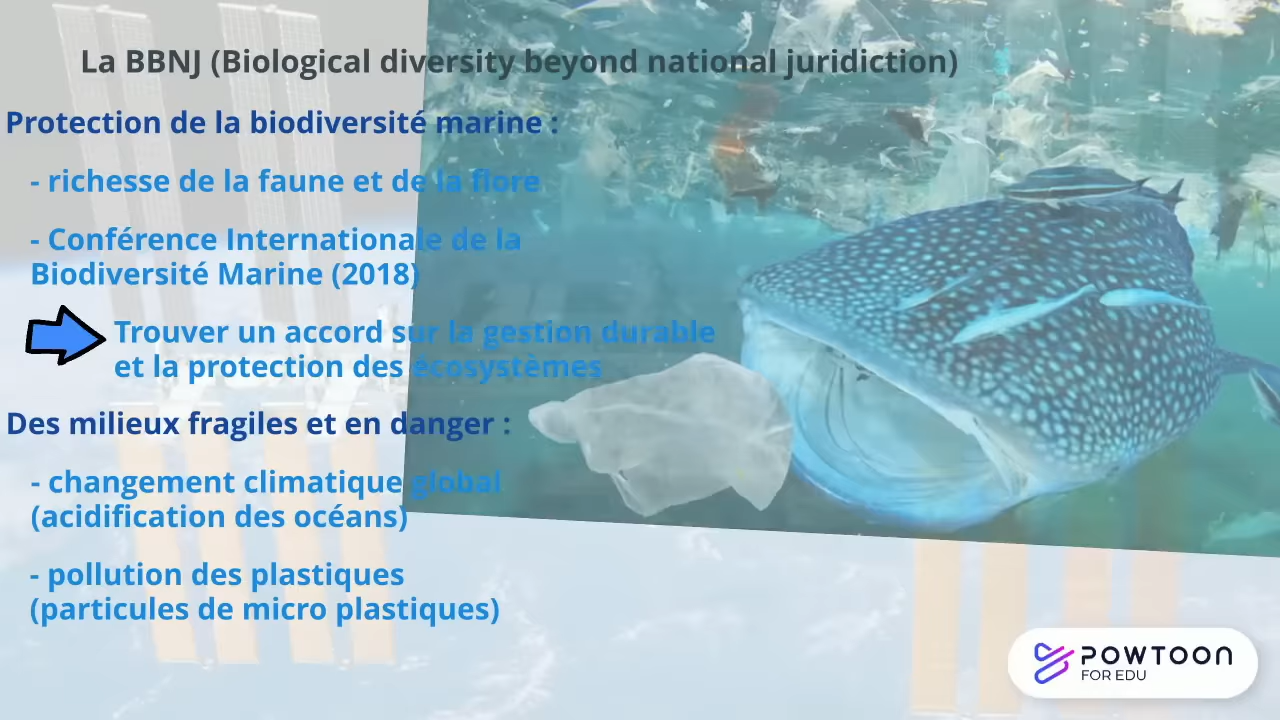 La BBNJ (Biological diversity beyond national juridiction)
Protection de la biodiversité marine :
- richesse de la faune et de la flore
- Conférence Internationale de la
Biodiversité Marine (2018)
Trouver un accord sur la gestion durable
et la protection des écosystèmes
Des milieux fragiles et en danger :
- changement climatique global
(acidification des océans)
- pollution des plastiques
(particules de micro plastiques)
POWTOON
FOR EDU